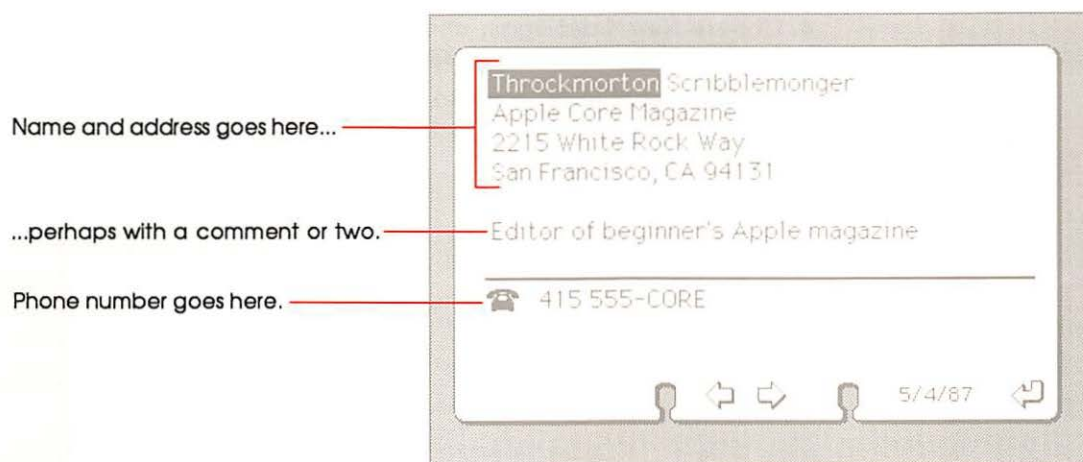 Name and address goes here...
Throckmorton Scribblemonger
Apple Core Magazine
2215 White Rock Way
San Francisco, CA 94131
...perhaps with a comment or two.
Editor of beginner's Apple magazine
Phone number goes here.
415 555-CORE
5/4/87